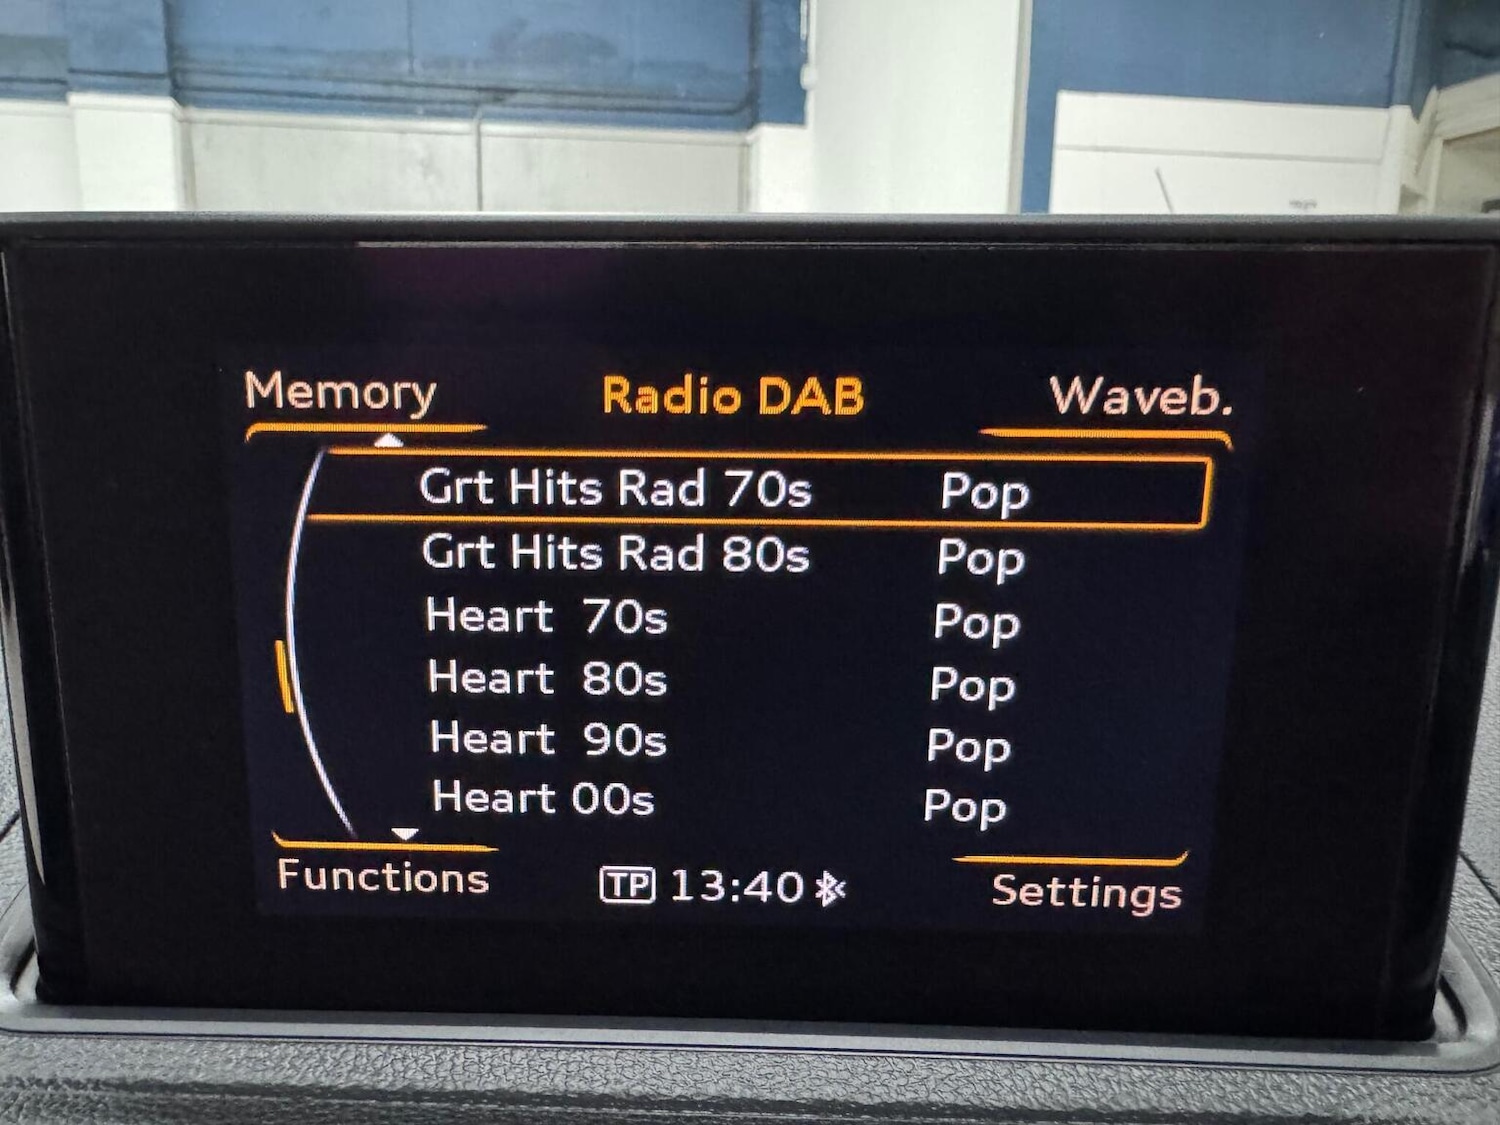 Memory Radio DAB Waveb.
Grt Hits Rad 70s Pop
Grt Hits Rad 80s Pop
Heart 70s Pop
Heart 80s Pop
Heart 90s Pop
Heart 00s Pop
Functions TP 13:40 Settings